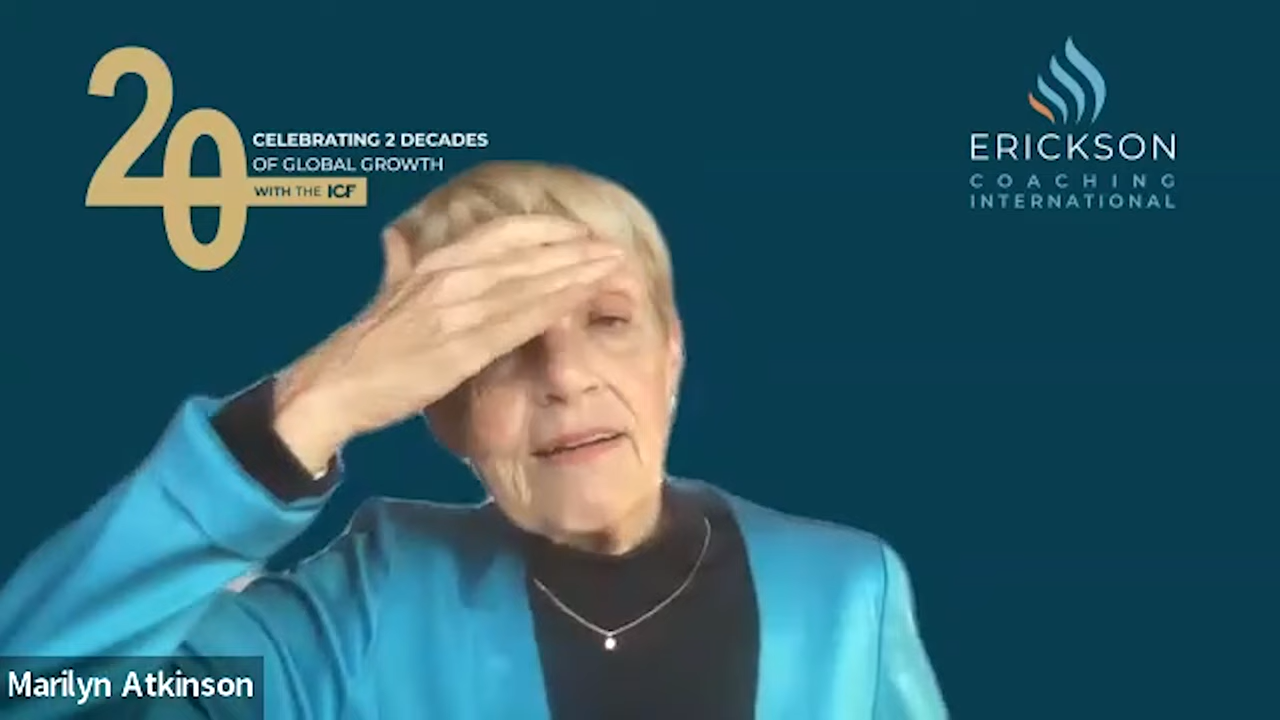 20
CELEBRATING 2 DECADES
OF GLOBAL GROWTH
WITH THE ICF
ERICKSON
COACHING
INTERNATIONAL
Marilyn Atkinson